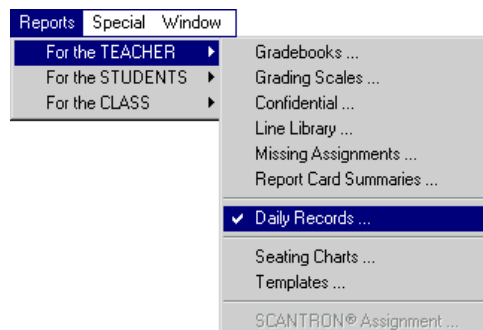 Reports Special Window
For the TEACHER
For the STUDENTS
For the CLASS
Gradebooks ...
Grading Scales ...
Confidential ...
Line Library ...
Missing Assignments ...
Report Card Summaries ...
Daily Records ...
Seating Charts ...
Templates ...
SCANTRON® Assignment ...